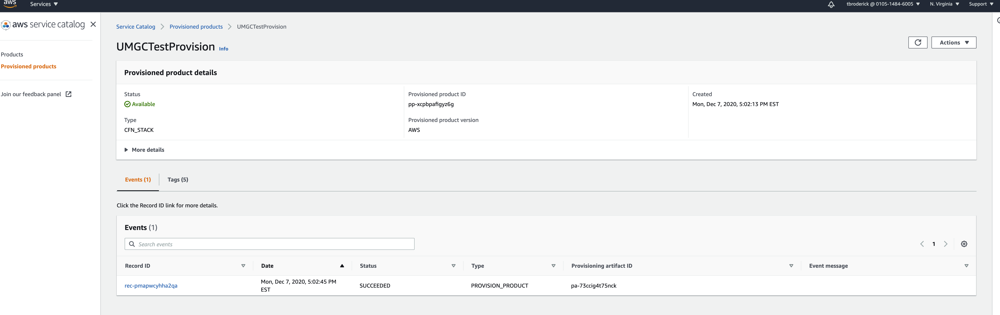 aws
Services
tbroderick @ 0105-1484-6005
N. Virginia
Support
aws service catalog
Products
Provisioned products
Join our feedback panel
Service Catalog
Provisioned products
UMGCTestProvision
UMGCTestProvision Info
Actions
Provisioned product details
Status
Available
Type
CFN_STACK
Provisioned product ID
pp-xcpbpafigyz6g
Provisioned product version
AWS
Created
Mon, Dec 7, 2020, 5:02:13 PM EST
More details
Events (1)
Tags (5)
Click the Record ID link for more details.
Events (1)
Search events
1
Record ID
Date
Status
Type
Provisioning artifact ID
Event message
rec-pmapwcyhha2qa
Mon, Dec 7, 2020, 5:02:45 PM
EST
SUCCEEDED
PROVISION_PRODUCT
pa-73ccig4t75nck